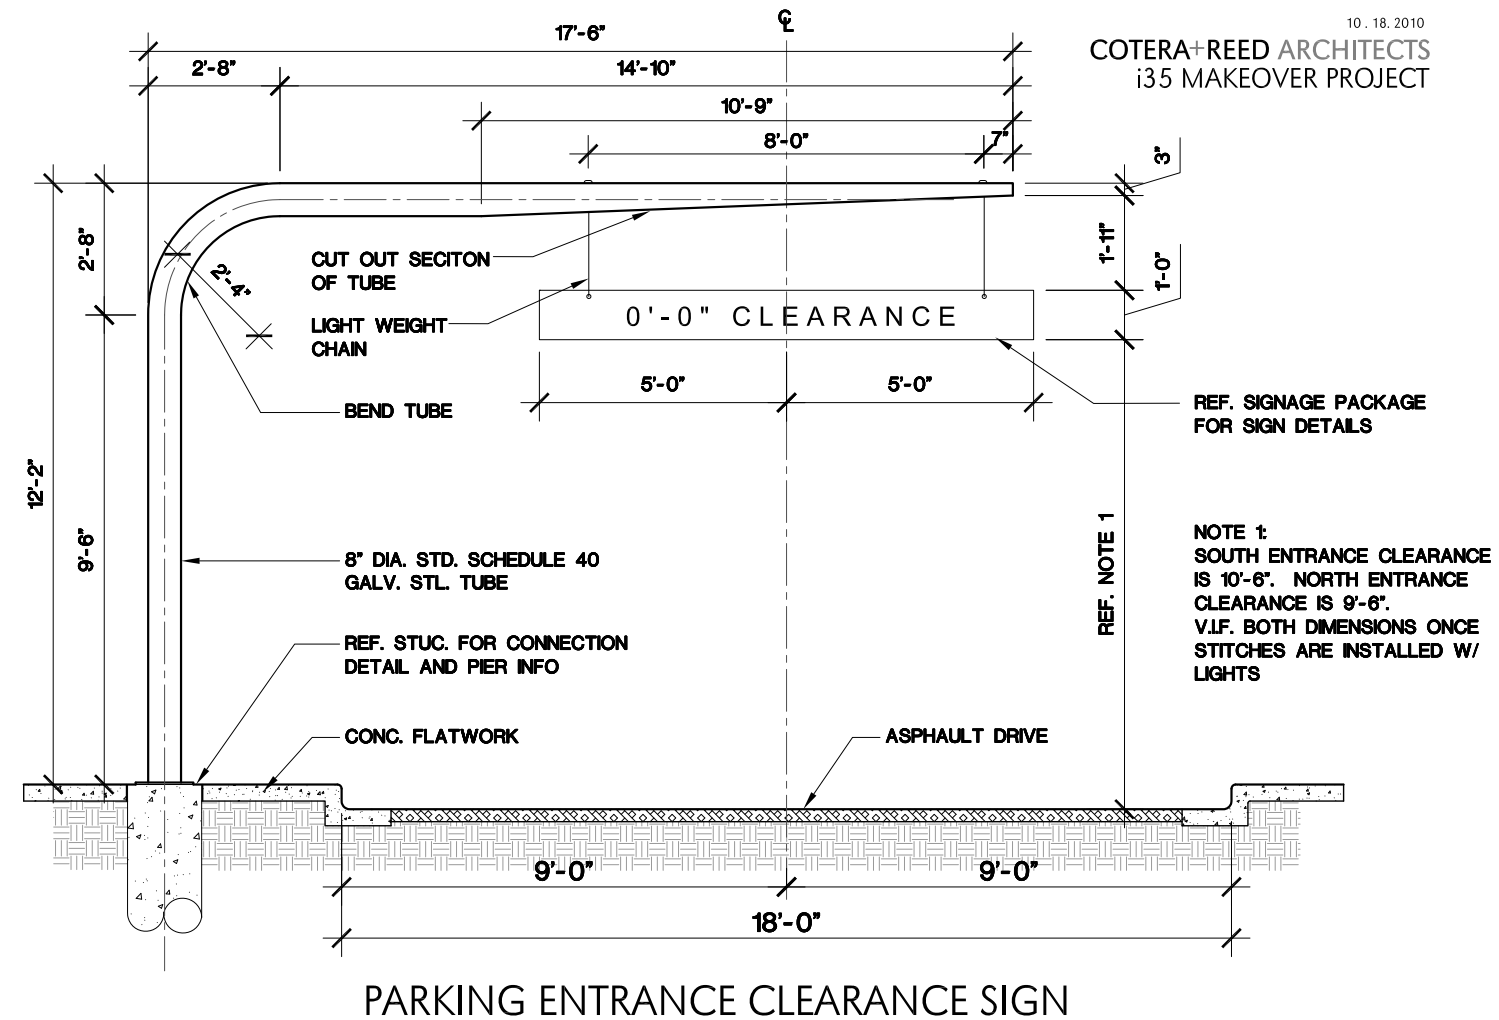 10 . 18. 2010
COTERA+REED ARCHITECTS
i35 MAKEOVER PROJECT
℄
17'-6"
2'-8"
14'-10"
10'-9"
8'-0"
7"
3"
2'-8"
1'-11"
1'-0"
2'-4"
CUT OUT SECITON
OF TUBE
0'-0" CLEARANCE
LIGHT WEIGHT
CHAIN
5'-0"
5'-0"
BEND TUBE
REF. SIGNAGE PACKAGE
FOR SIGN DETAILS
12'-2"
9'-6"
REF. NOTE 1
NOTE 1:
SOUTH ENTRANCE CLEARANCE
IS 10'-6". NORTH ENTRANCE
CLEARANCE IS 9'-6".
V.I.F. BOTH DIMENSIONS ONCE
STITCHES ARE INSTALLED W/
LIGHTS
8" DIA. STD. SCHEDULE 40
GALV. STL. TUBE
REF. STUC. FOR CONNECTION
DETAIL AND PIER INFO
CONC. FLATWORK
ASPHAULT DRIVE
9'-0"
9'-0"
18'-0"
PARKING ENTRANCE CLEARANCE SIGN